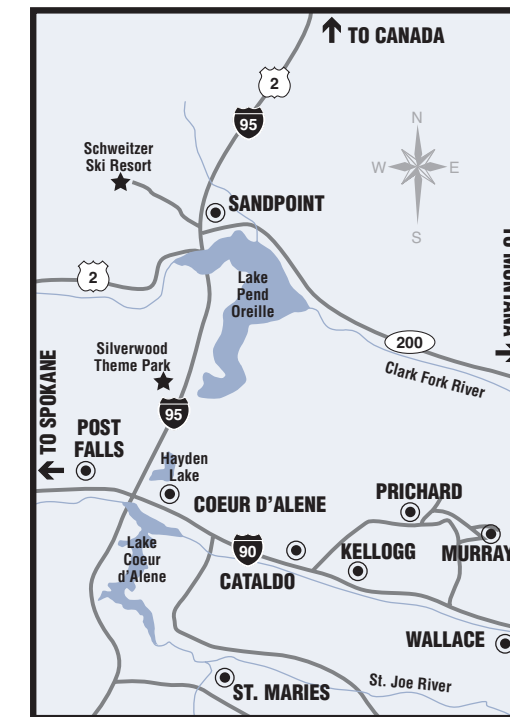 TO CANADA
2
95
N
W E
S
Schweitzer
Ski Resort
SANDPOINT
2
Lake
Pend
Oreille
TO MONTANA
200
Clark Fork River
Silverwood
Theme Park
95
TO SPOKANE
POST
FALLS
Hayden
Lake
COEUR D'ALENE
PRICHARD
90
KELLOGG
MURRAY
Lake
Coeur
d'Alene
CATALDO
WALLACE
St. Joe River
ST. MARIES